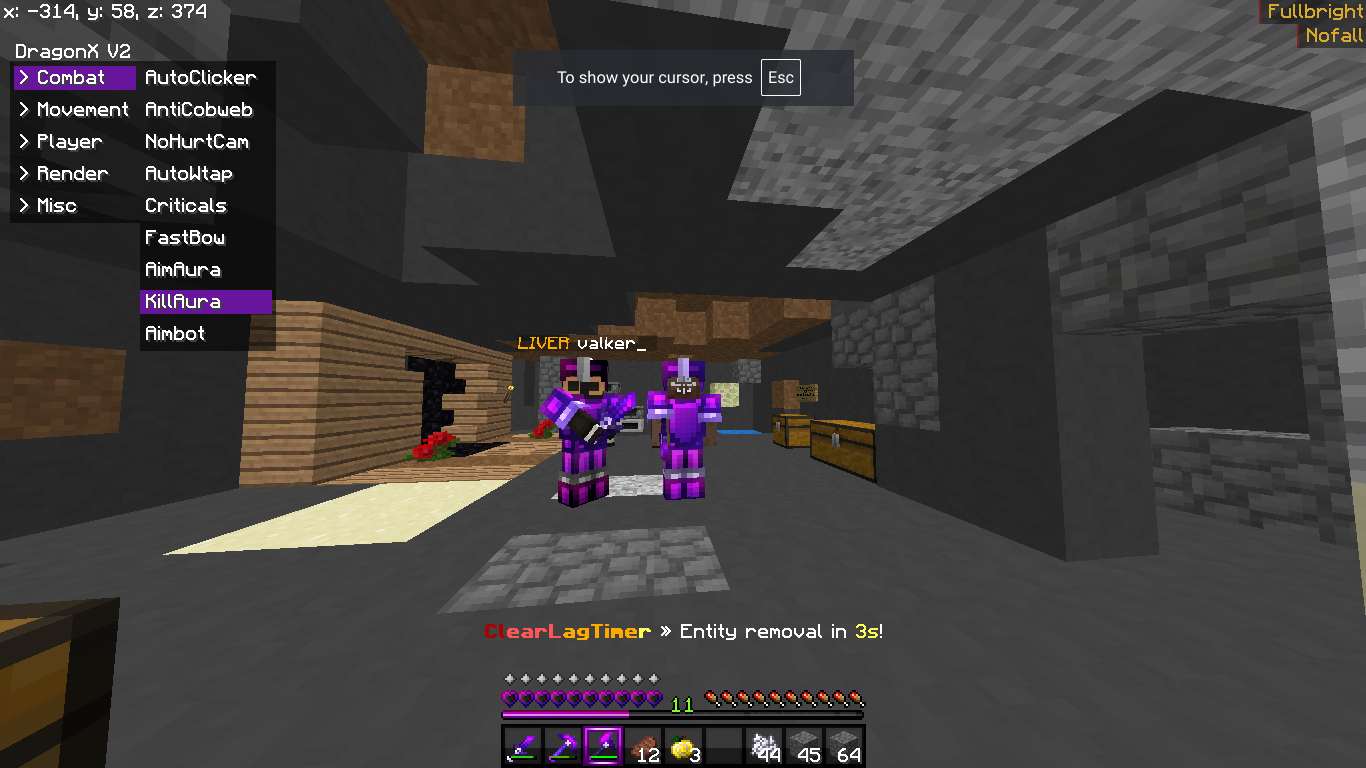 x: -314, y: 58, z: 374
Fullbright
Nofall
DragonX V2
> Combat
> Movement
> Player
> Render
> Misc
AutoClicker
AntiCobweb
NoHurtCam
AutoWtap
Criticals
FastBow
AimAura
KillAura
Aimbot
To show your cursor, press Esc
LIVER valker_
ClearLagTimer » Entity removal in 3s!
11
12
3
44
45
64